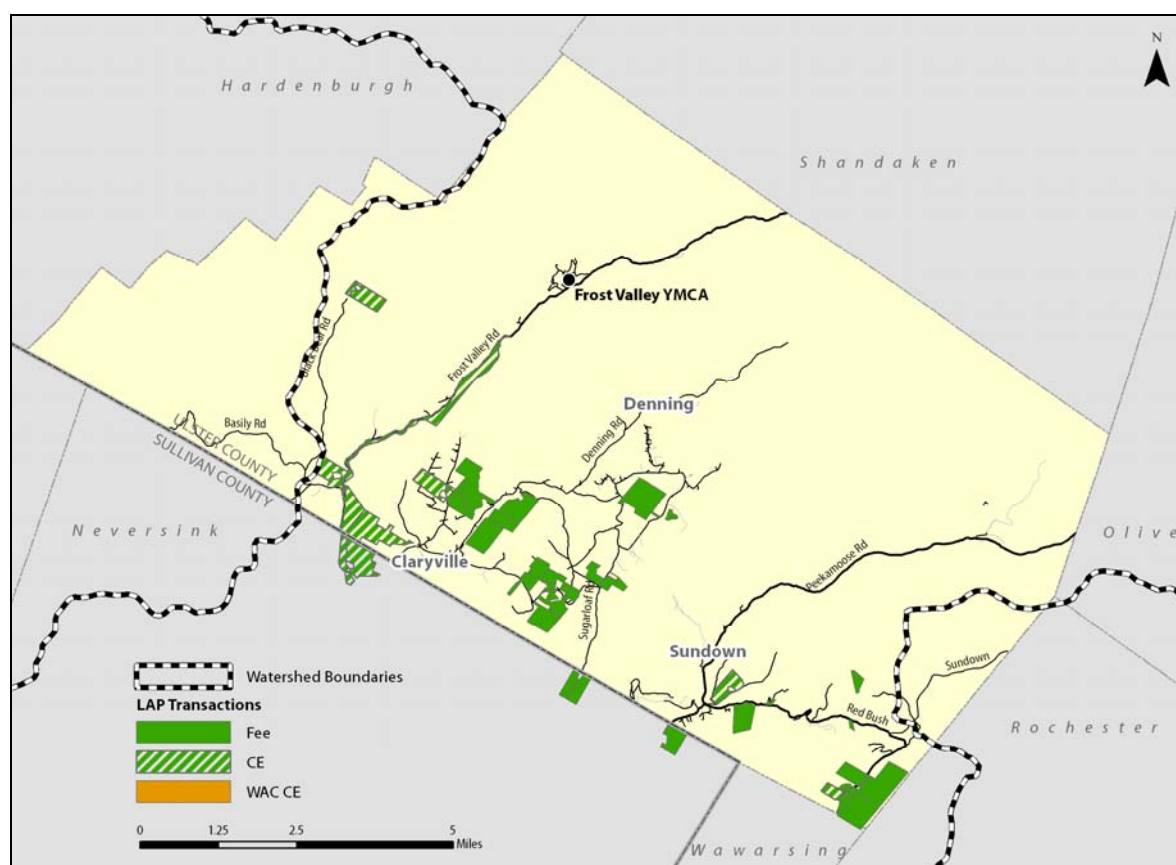 N
Hardenburgh
Shandaken
Frost Valley YMCA
Black Bear Rd
Frost Valley Rd
Denning
Basily Rd
Denning Rd
ULSTER COUNTY
SULLIVAN COUNTY
Neversink
Olive
Claryville
Peekamoose Rd
Sugarloaf Rd
Sundown
Sundown
Watershed Boundaries
LAP Transactions
Red Bush
Rochester
Fee
CE
WAC CE
0 1.25 2.5 5
Miles
Wawarsing